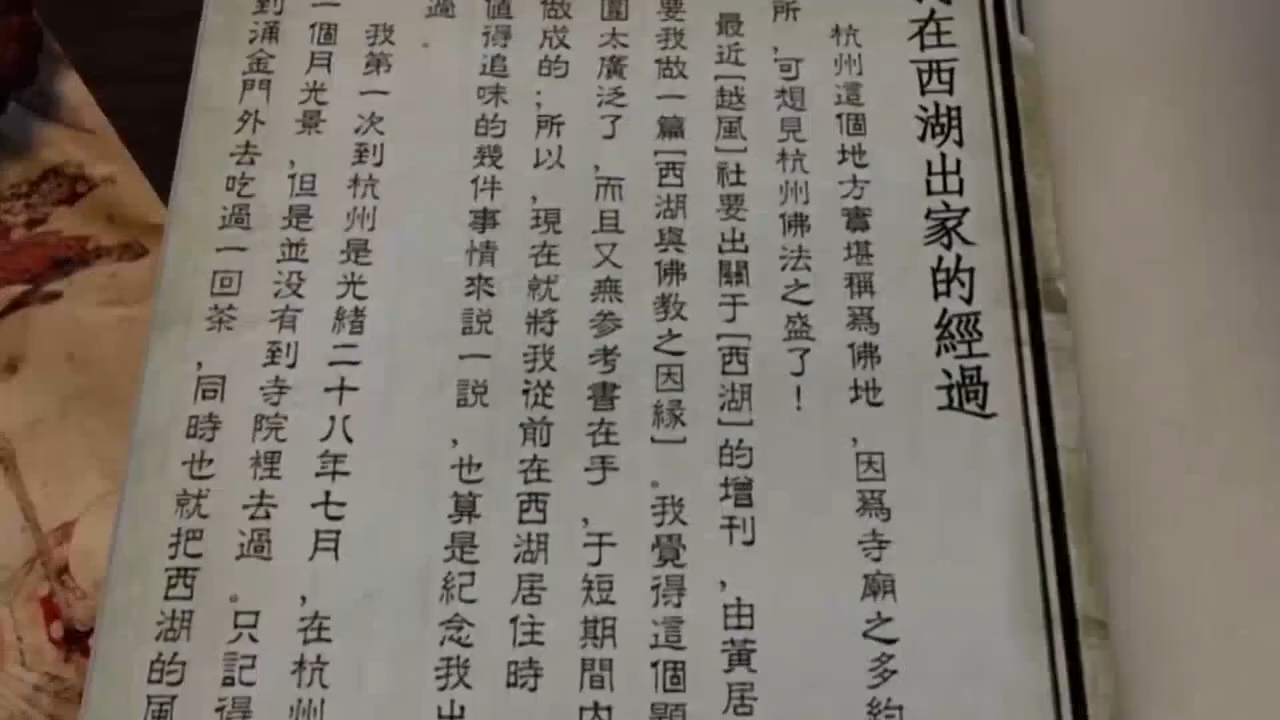 在西湖出家的經過
杭州這個地方實堪稱爲佛地，因爲寺廟之多約
所，可想見杭州佛法之盛了！
最近［越風］社要出關于［西湖］的增刊，由黃居
要我做一篇［西湖與佛教之因緣］。我覺得這個題
圍太廣泛了，而且又無參考書在手，于短期間内
做成的；所以，現在就將我從前在西湖居住時
值得追味的幾件事情來説一説，也算是紀念我出
過。
我第一次到杭州是光緒二十八年七月，在杭州
一個月光景，但是並没有到寺院裡去過。只記得
到涌金門外去吃過一回茶，同時也就把西湖的風